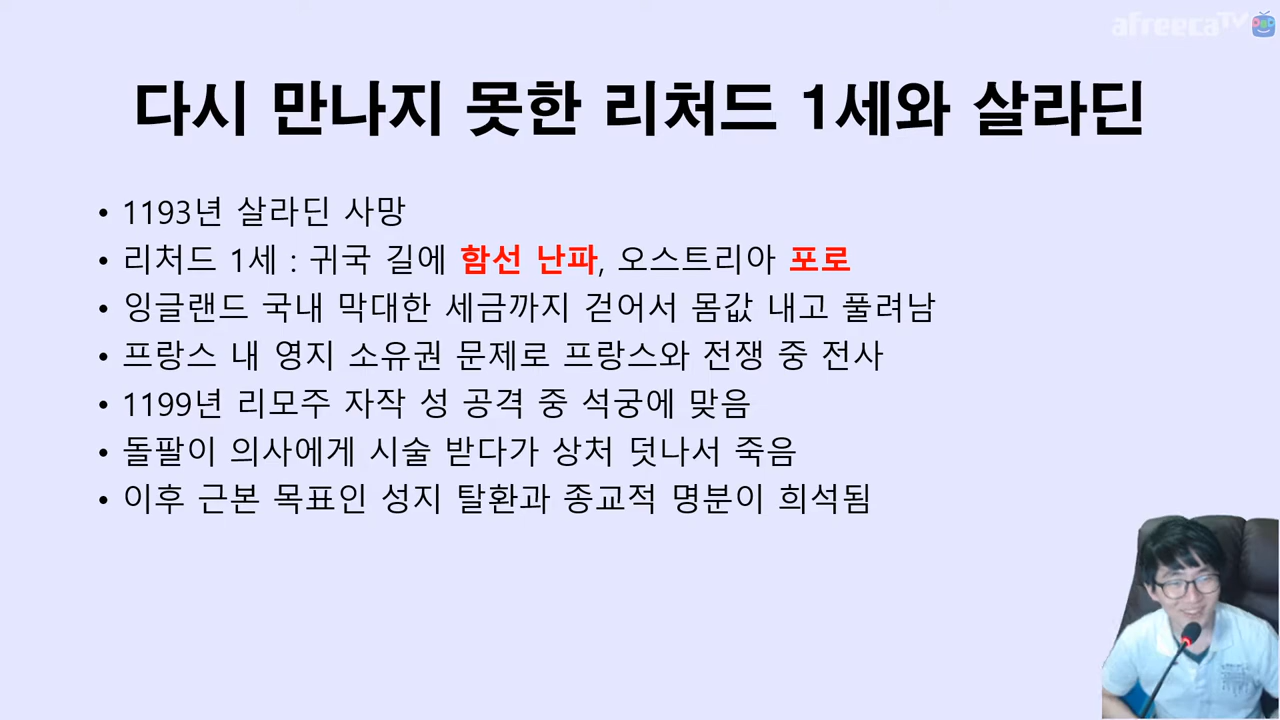 afreecaTV
다시 만나지 못한 리처드 1세와 살라딘
• 1193년 살라딘 사망
• 리처드 1세 : 귀국 길에 함선 난파, 오스트리아 포로
• 잉글랜드 국내 막대한 세금까지 걷어서 몸값 내고 풀려남
• 프랑스 내 영지 소유권 문제로 프랑스와 전쟁 중 전사
• 1199년 리모주 자작 성 공격 중 석궁에 맞음
• 돌팔이 의사에게 시술 받다가 상처 덧나서 죽음
• 이후 근본 목표인 성지 탈환과 종교적 명분이 희석됨